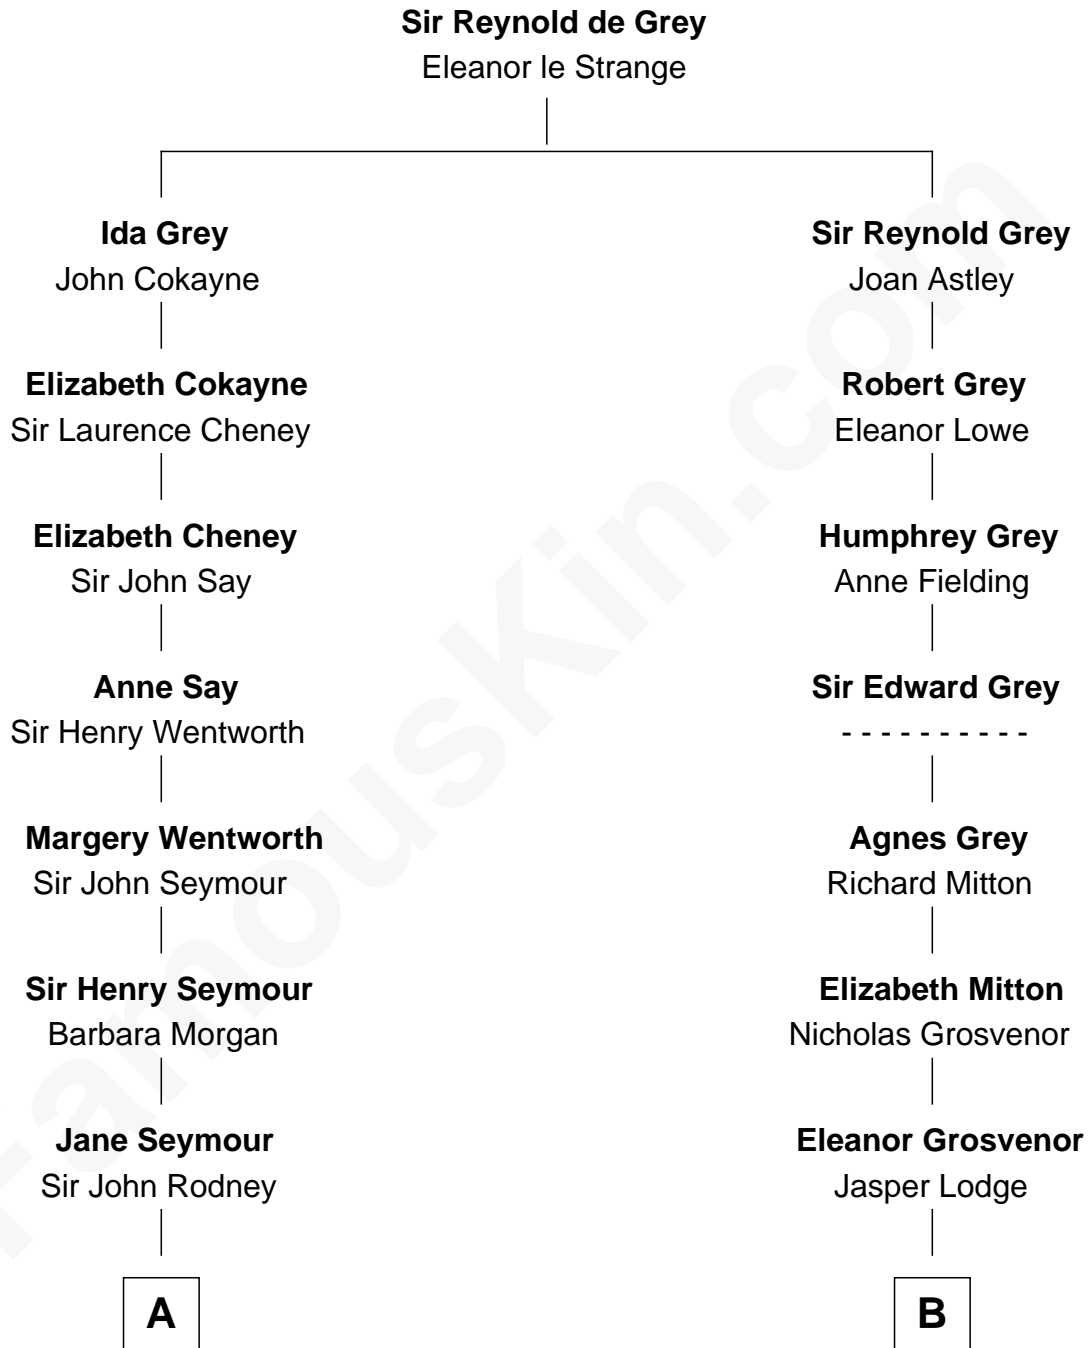 Sir Reynold de Grey
Eleanor le Strange
Ida Grey
John Cokayne
Sir Reynold Grey
Joan Astley
Elizabeth Cokayne
Sir Laurence Cheney
Robert Grey
Eleanor Lowe
Elizabeth Cheney
Sir John Say
Humphrey Grey
Anne Fielding
Anne Say
Sir Henry Wentworth
Sir Edward Grey
- - - - - - - - - -
Margery Wentworth
Sir John Seymour
Agnes Grey
Richard Mitton
Sir Henry Seymour
Barbara Morgan
Elizabeth Mitton
Nicholas Grosvenor
Jane Seymour
Sir John Rodney
Eleanor Grosvenor
Jasper Lodge
A
B
FamousKin.com